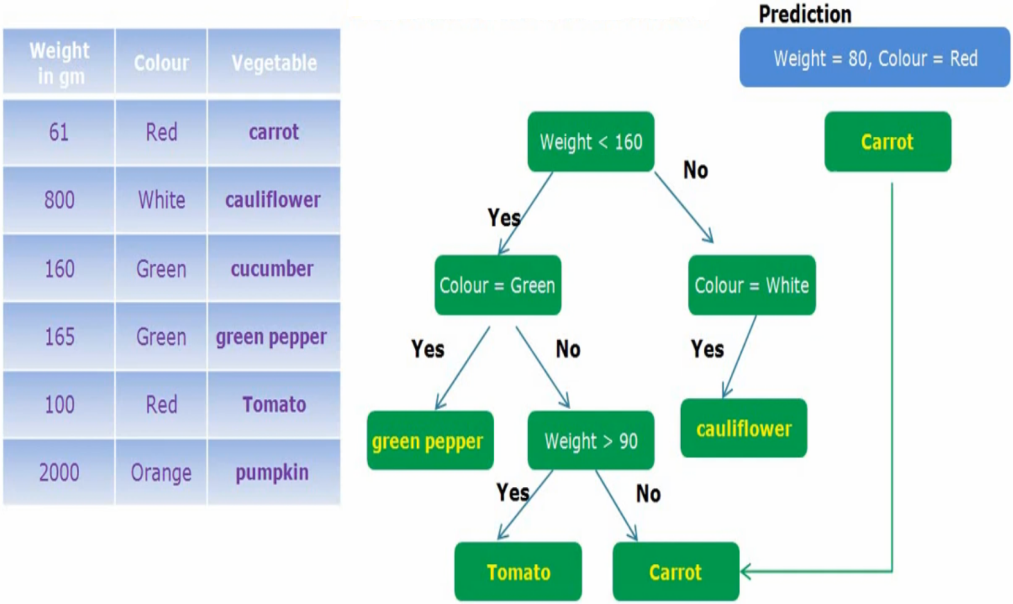 Prediction
Weight
in gm
Colour
Vegetable
Weight = 80, Colour = Red
61
Red
carrot
Weight < 160
Carrot
No
800
White
cauliflower
Yes
160
Green
cucumber
Colour = Green
Colour = White
165
Green
green pepper
Yes
No
Yes
100
Red
Tomato
green pepper
Weight > 90
cauliflower
2000
Orange
pumpkin
Yes
No
Tomato
Carrot